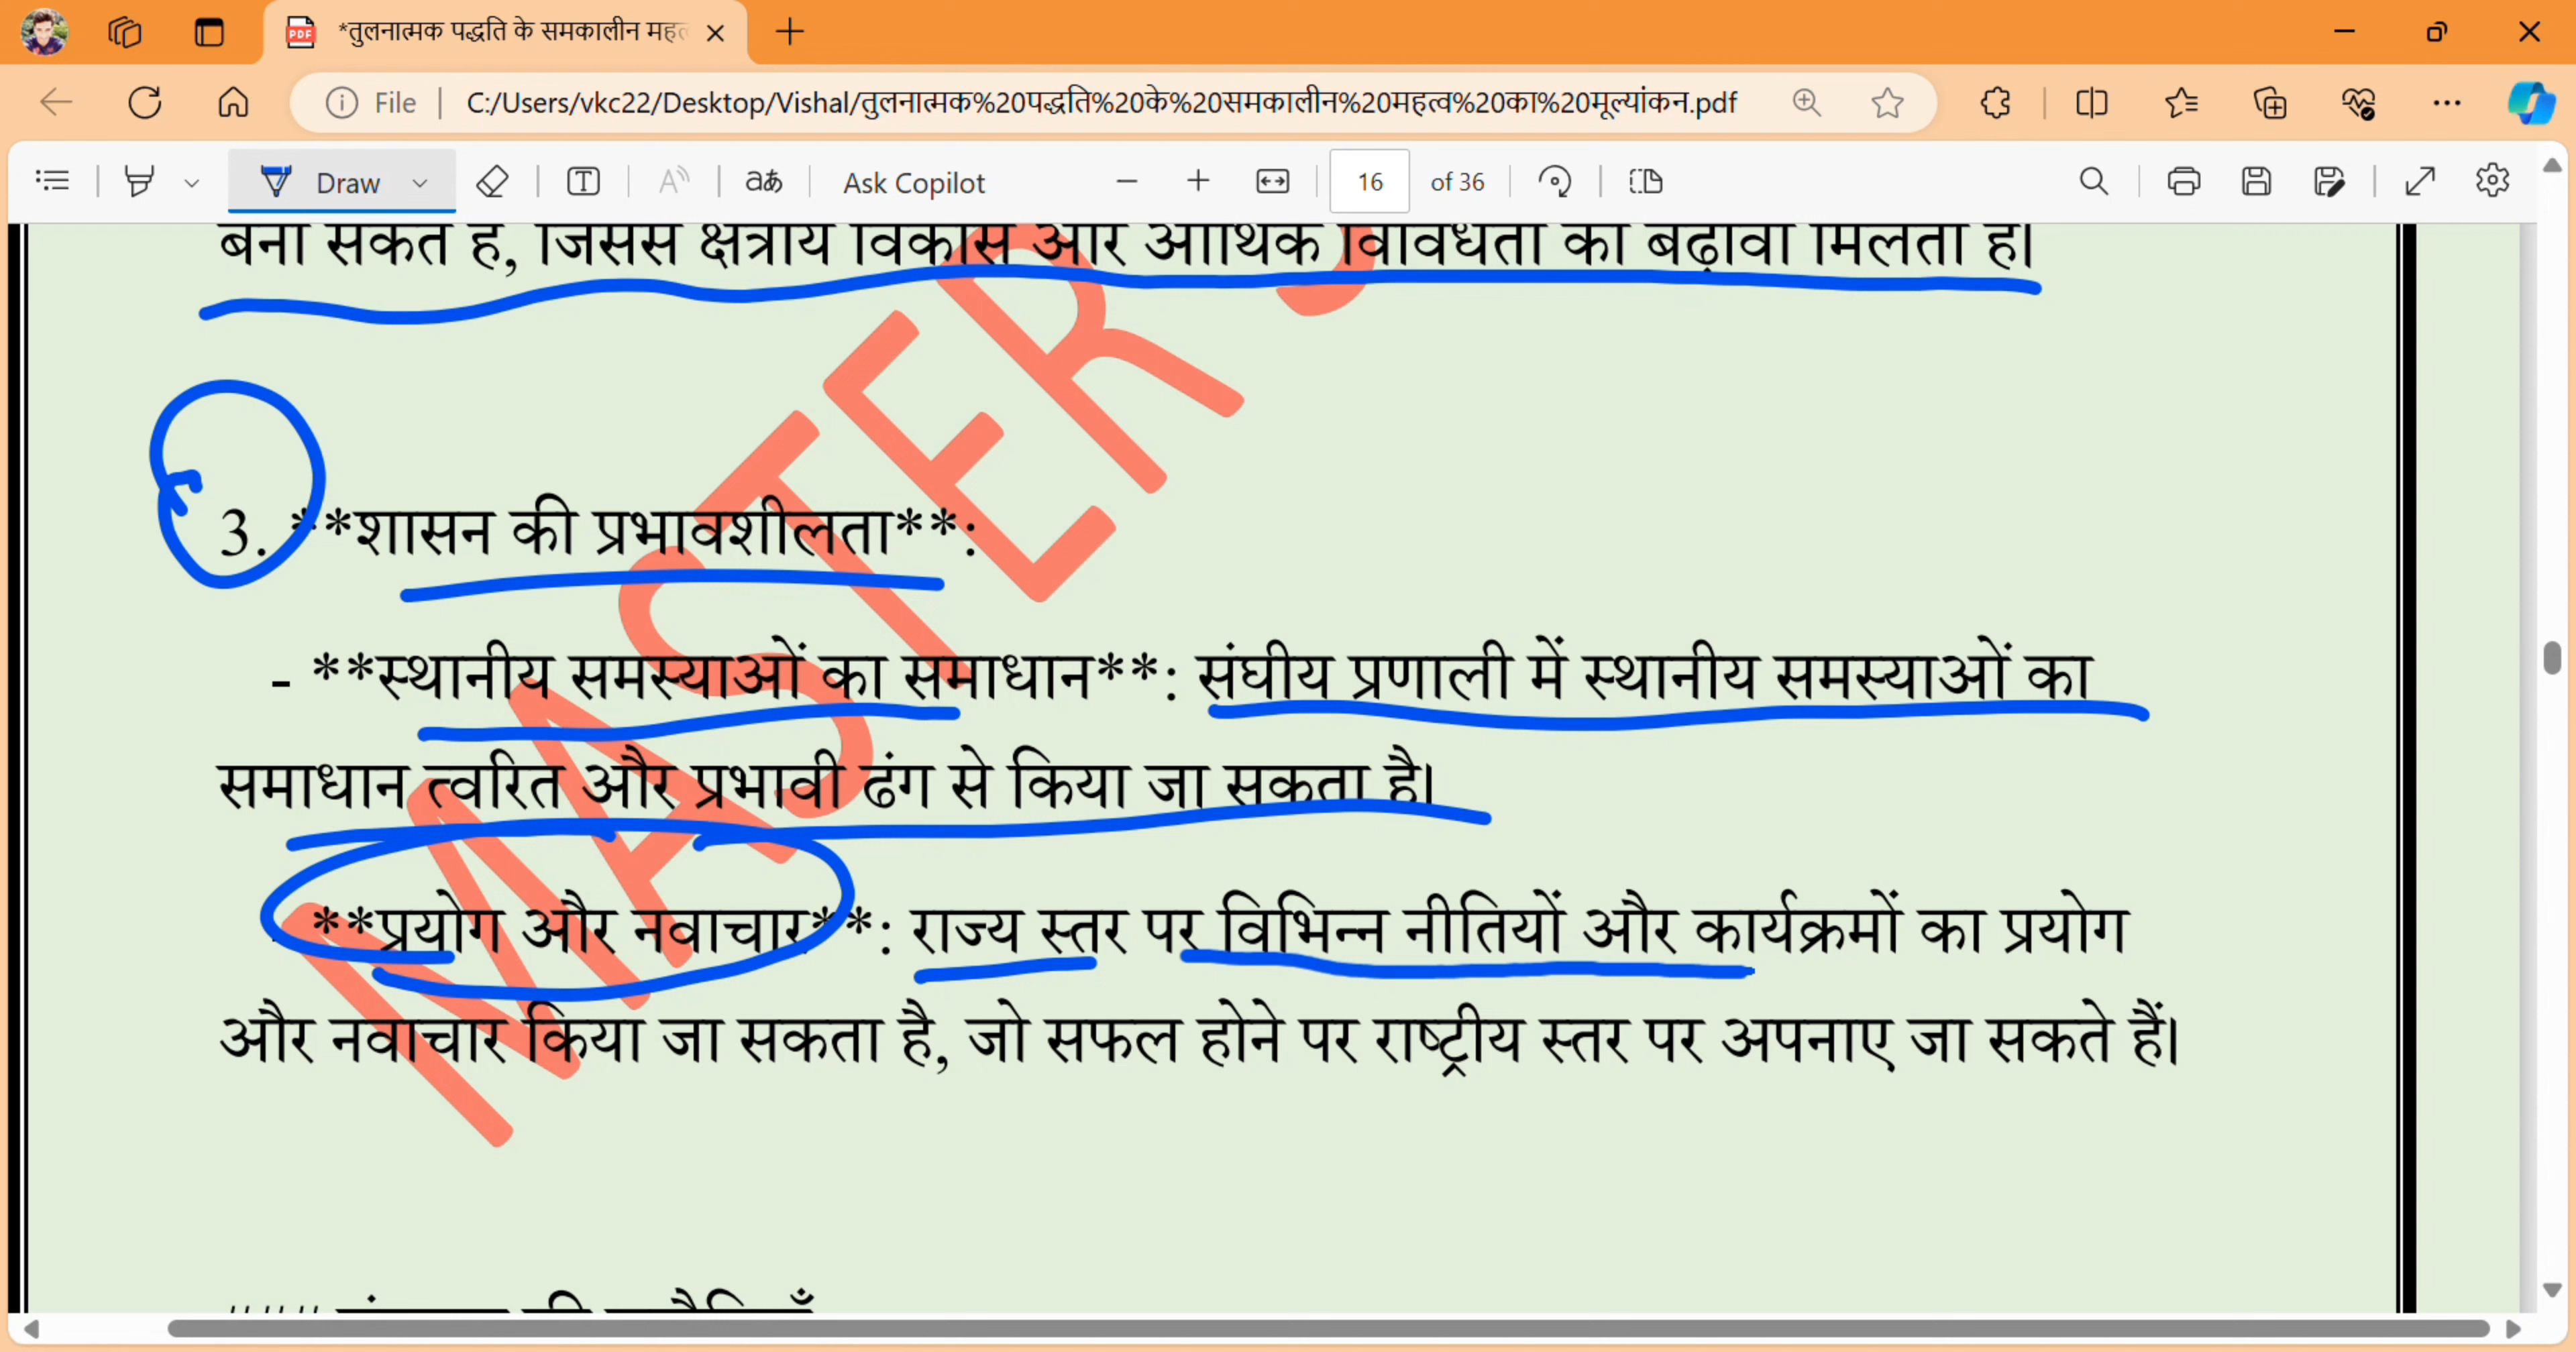 *तुलनात्मक पद्धति के समकालीन मह
File
C:/Users/vkc22/Desktop/Vishal/तुलनात्मक%20पद्धति%20के%20समकालीन%20महत्व%20का%20मूल्यांकन.pdf
Draw
Ask Copilot
16 of 36
बना सकते हैं, जिससे क्षेत्रीय विकास और आर्थिक विविधता को बढ़ावा मिलता है।
3. **शासन की प्रभावशीलता**:
- **स्थानीय समस्याओं का समाधान**: संघीय प्रणाली में स्थानीय समस्याओं का
समाधान त्वरित और प्रभावी ढंग से किया जा सकता है।
- **प्रयोग और नवाचार**: राज्य स्तर पर विभिन्न नीतियों और कार्यक्रमों का प्रयोग
और नवाचार किया जा सकता है, जो सफल होने पर राष्ट्रीय स्तर पर अपनाए जा सकते हैं।
MASTER